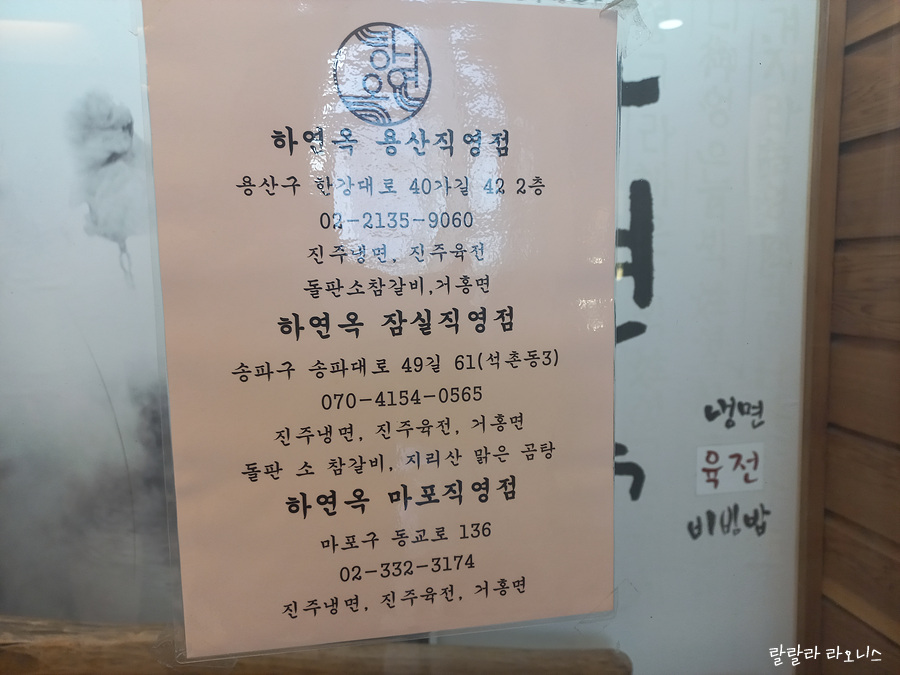 하연옥
하연옥 용산직영점
용산구 한강대로 40가길 42 2층
02-2135-9060
진주냉면, 진주육전
돌판소참갈비,거홍면
하연옥 잠실직영점
송파구 송파대로 49길 61(석촌동3)
070-4154-0565
진주냉면, 진주육전, 거홍면
돌판 소 참갈비, 지리산 맑은 곰탕
하연옥 마포직영점
마포구 동교로 136
02-332-3174
진주냉면, 진주육전, 거홍면
냉면
육전
비빔밥
랄랄라 라오니스